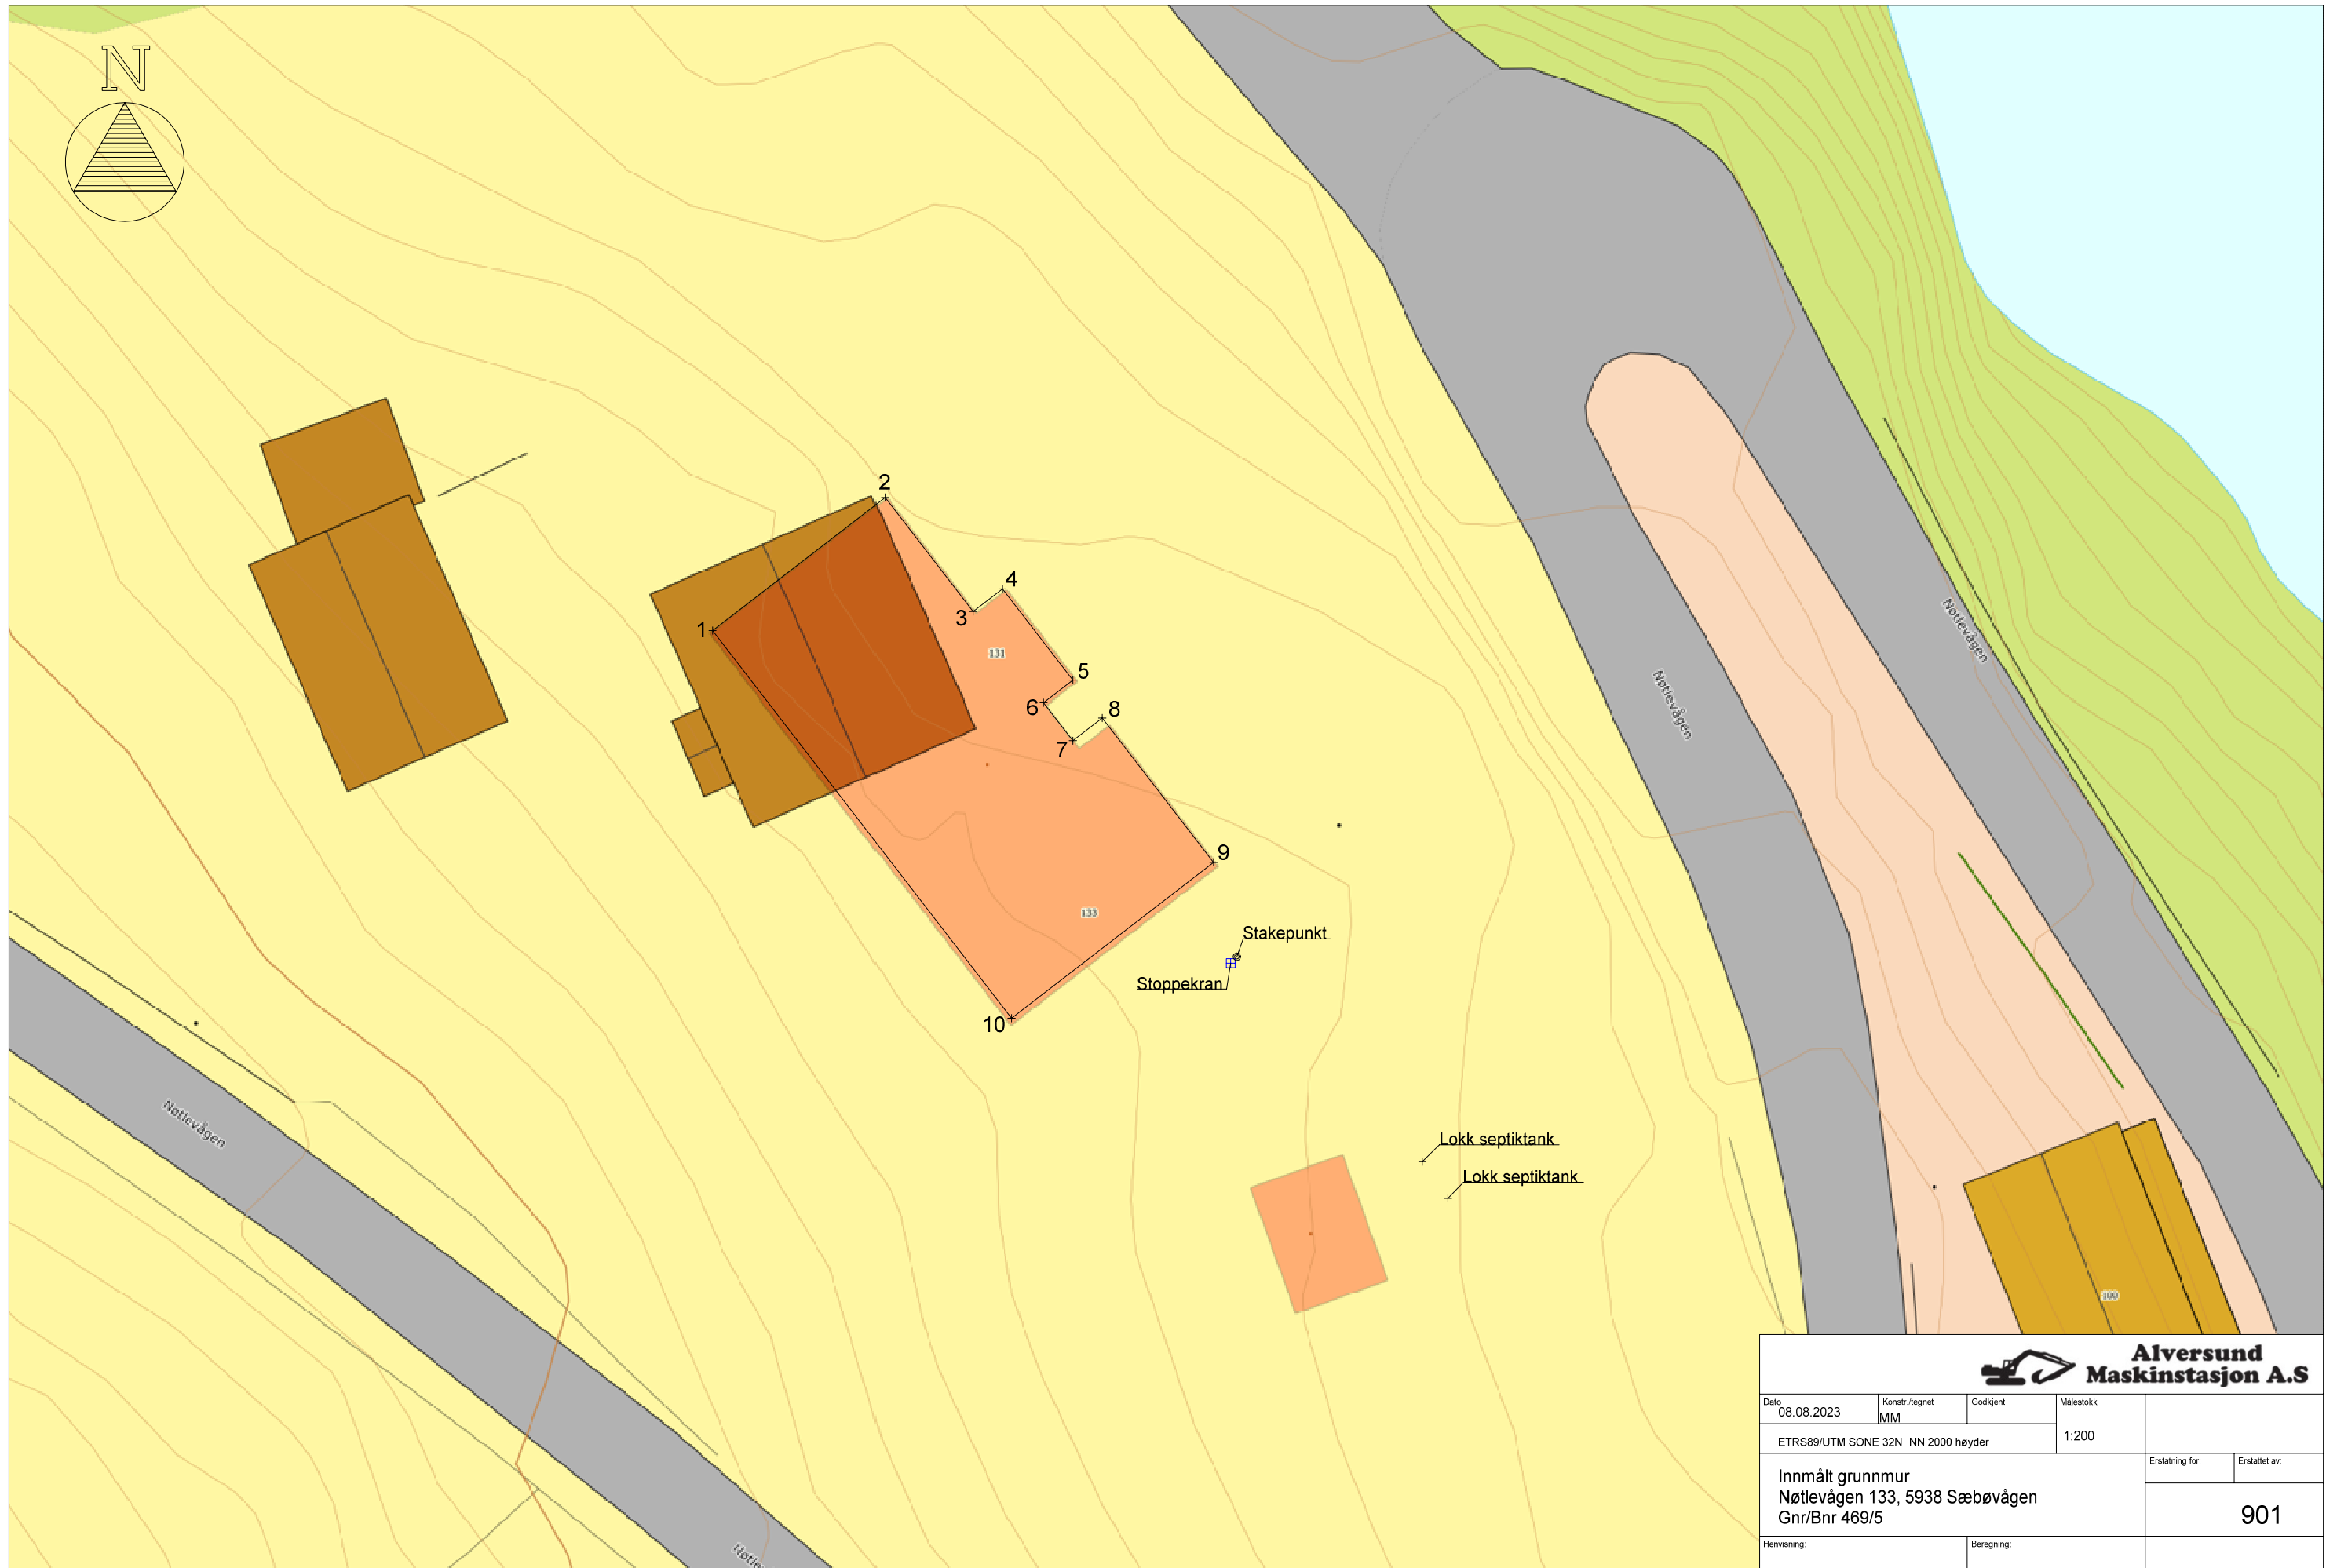 N
2
4
3
1
131
5
6
8
7
9
133
Stakepunkt
Stoppekran
10
Nøtlevågen
Nøtlevågen
Nøtlevågen
Lokk septiktank
Lokk septiktank
100
Alversund
Maskinstasjon A.S
Dato
08.08.2023
Konstr./tegnet
MM
Godkjent
Målestokk
1:200
ETRS89/UTM SONE 32N NN 2000 høyder
Erstatning for:
Erstattet av:
Innmålt grunnmur
Nøtlevågen 133, 5938 Sæbøvågen
Gnr/Bnr 469/5
901
Henvisning:
Beregning: